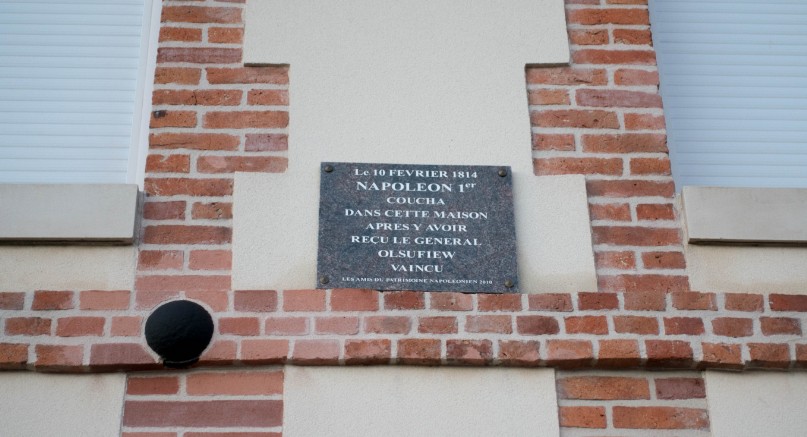 Le 10 FEVRIER 1814
NAPOLEON 1er
COUCHA
DANS CETTE MAISON
APRES Y AVOIR
REÇU LE GENERAL
OLSUFIEW
VAINCU
LES AMIS DU PATRIMOINE NAPOLEONIEN 2010